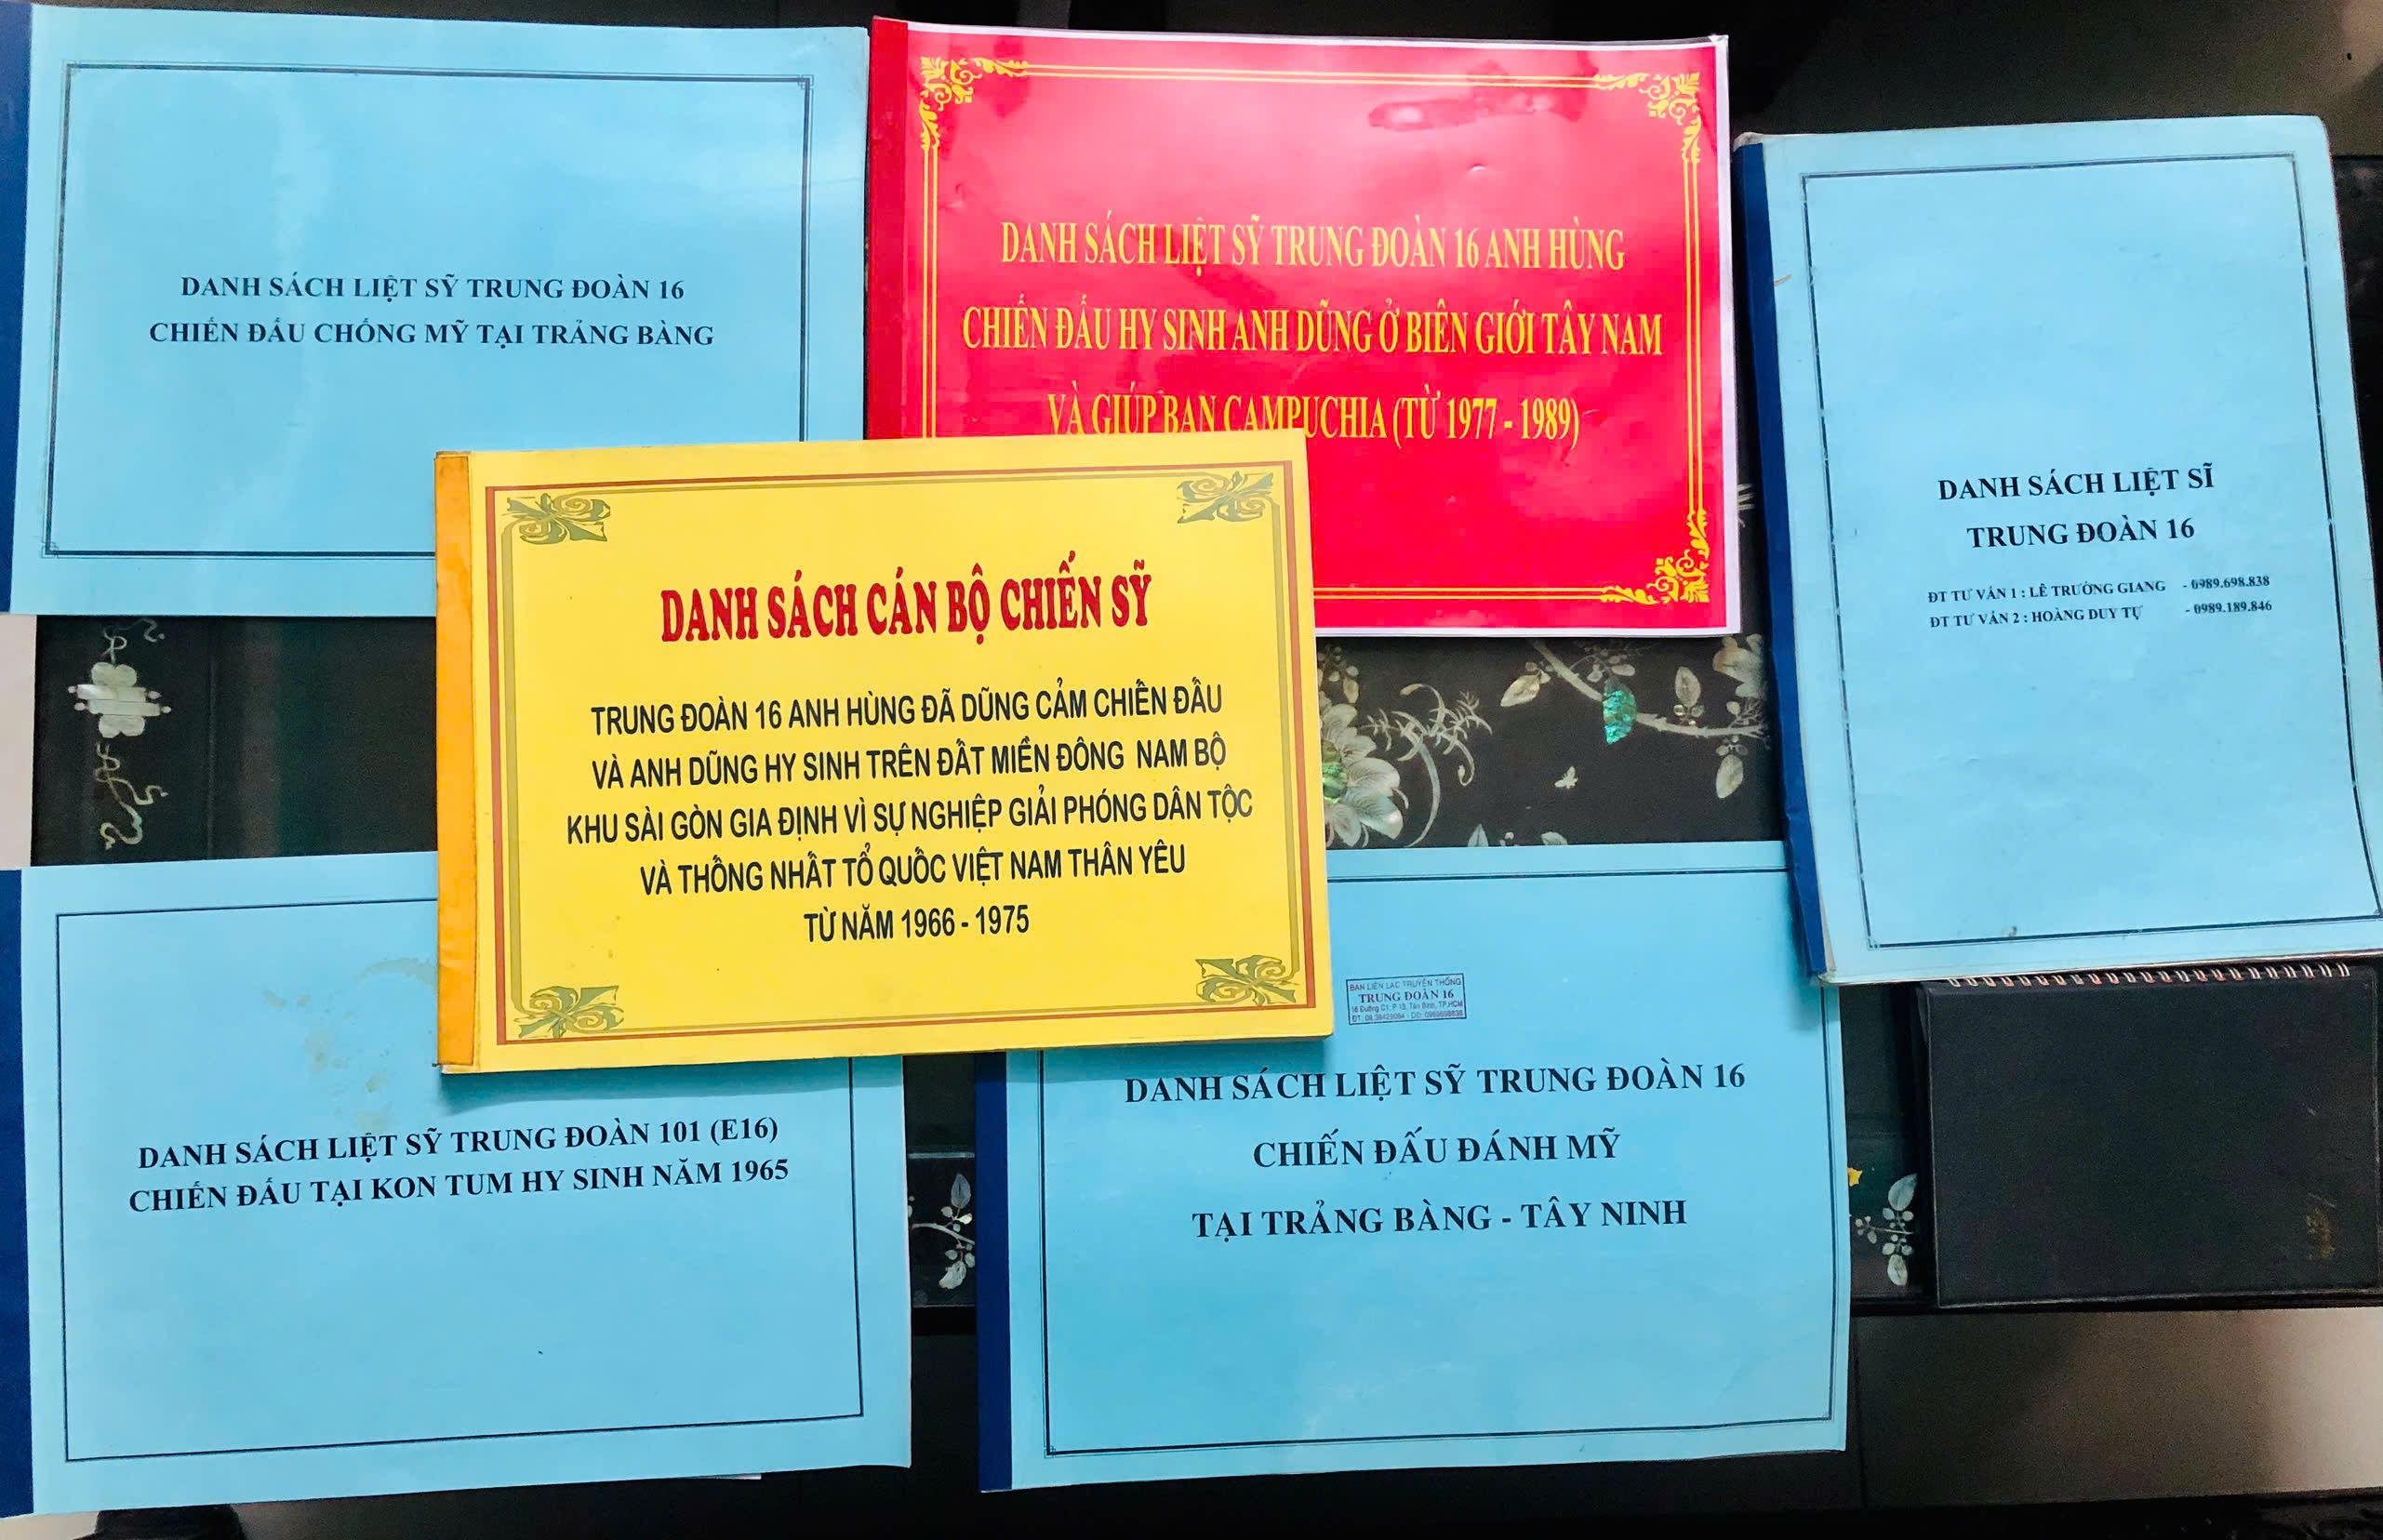 DANH SÁCH LIỆT SỸ TRUNG ĐOÀN 16
CHIẾN ĐẤU CHỐNG MỸ TẠI TRẢNG BÀNG
DANH SÁCH LIỆT SỸ TRUNG ĐOÀN 16 ANH HÙNG
CHIẾN ĐẤU HY SINH ANH DŨNG Ở BIÊN GIỚI TÂY NAM
VÀ GIÚP BẠN CAMPUCHIA (TỪ 1977 - 1989)
DANH SÁCH LIỆT SĨ
TRUNG ĐOÀN 16
ĐT TƯ VẤN 1 : LÊ TRƯỜNG GIANG - 0989.698.838
ĐT TƯ VẤN 2 : HOÀNG DUY TỰ - 0989.189.846
DANH SÁCH CÁN BỘ CHIẾN SỸ
TRUNG ĐOÀN 16 ANH HÙNG ĐÃ DŨNG CẢM CHIẾN ĐẤU
VÀ ANH DŨNG HY SINH TRÊN ĐẤT MIỀN ĐÔNG NAM BỘ
KHU SÀI GÒN GIA ĐỊNH VÌ SỰ NGHIỆP GIẢI PHÓNG DÂN TỘC
VÀ THỐNG NHẤT TỔ QUỐC VIỆT NAM THÂN YÊU
TỪ NĂM 1966 - 1975
DANH SÁCH LIỆT SỸ TRUNG ĐOÀN 101 (E16)
CHIẾN ĐẤU TẠI KON TUM HY SINH NĂM 1965
BAN LIÊN LẠC TRUYỀN THỐNG
TRUNG ĐOÀN 16
16 Đường C1, P 13, Tân Bình, TP.HCM
DANH SÁCH LIỆT SỸ TRUNG ĐOÀN 16
CHIẾN ĐẤU ĐÁNH MỸ
TẠI TRẢNG BÀNG - TÂY NINH